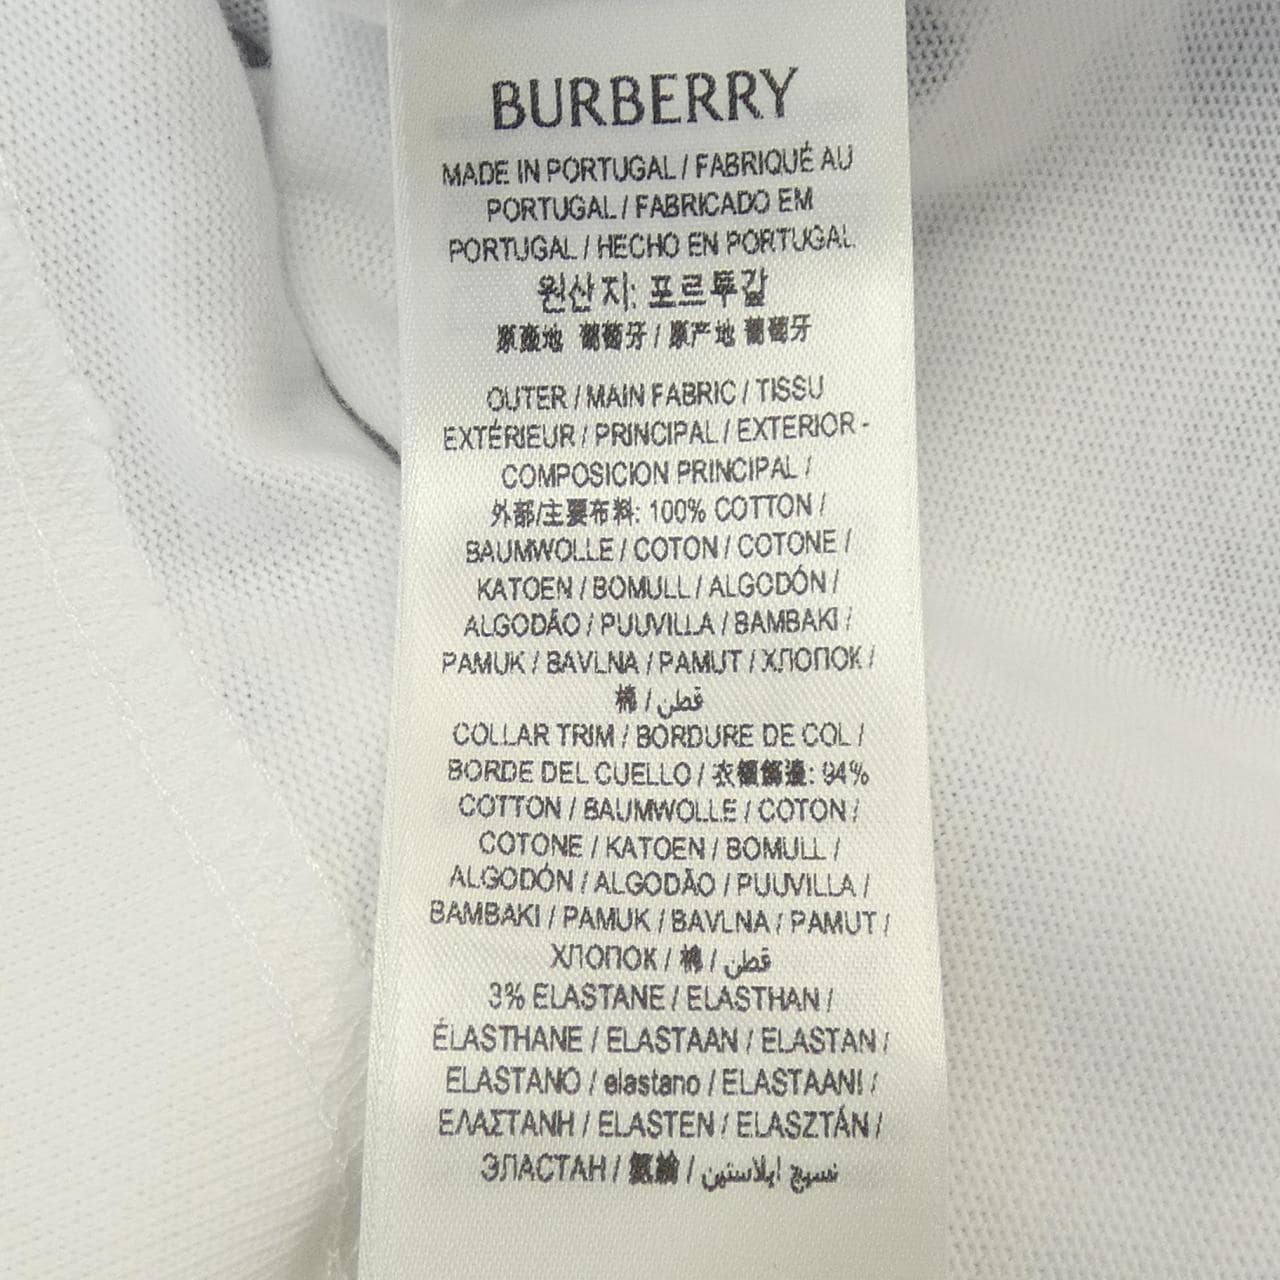 BURBERRY
MADE IN PORTUGAL / FABRIQUÉ AU
PORTUGAL / FABRICADO EM
PORTUGAL / HECHO EN PORTUGAL
원산지: 포르투갈
原產地 葡萄牙 / 原产地 葡萄牙
OUTER / MAIN FABRIC / TISSU
EXTÉRIEUR / PRINCIPAL / EXTERIOR -
COMPOSICION PRINCIPAL /
外部/主要布料: 100% COTTON /
BAUMWOLLE / COTON / COTONE /
KATOEN / BOMULL / ALGODÓN /
ALGODÃO / PUUVILLA / BAMBAKI /
PAMUK / BAVLNA / PAMUT / ХЛОПОК /
棉 / قطن
COLLAR TRIM / BORDURE DE COL /
BORDE DEL CUELLO / 衣領飾邊: 94%
COTTON / BAUMWOLLE / COTON /
COTONE / KATOEN / BOMULL /
ALGODÓN / ALGODÃO / PUUVILLA /
BAMBAKI / PAMUK / BAVLNA / PAMUT /
ХЛОПОК / 棉 / قطن
3% ELASTANE / ELASTHAN /
ÉLASTHANE / ELASTAAN / ELASTAN /
ELASTANO / elastano / ELASTAANI /
ΕΛΑΣΤΑΝΗ / ELASTEN / ELASZTÁN /
ЭЛАСТАН / 氨綸 / نسيج ايلاستين